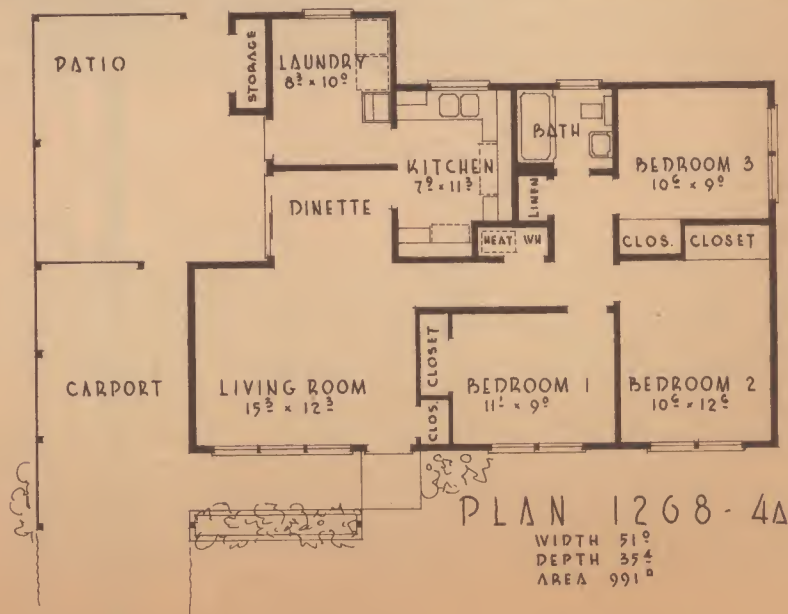 PATIO
STORAGE
LAUNDRY
8³ x 10⁰
KITCHEN
7⁹ x 11³
BATH
LINEN
BEDROOM 3
10⁶ x 9⁰
DINETTE
HEAT
WH
CLOS.
CLOSET
CARPORT
LIVING ROOM
15³ x 12³
CLOSET
CLOS.
BEDROOM 1
11¹ x 9⁰
BEDROOM 2
10⁶ x 12⁶
PLAN 1268-4A
WIDTH 51⁰
DEPTH 35⁴
AREA 991□